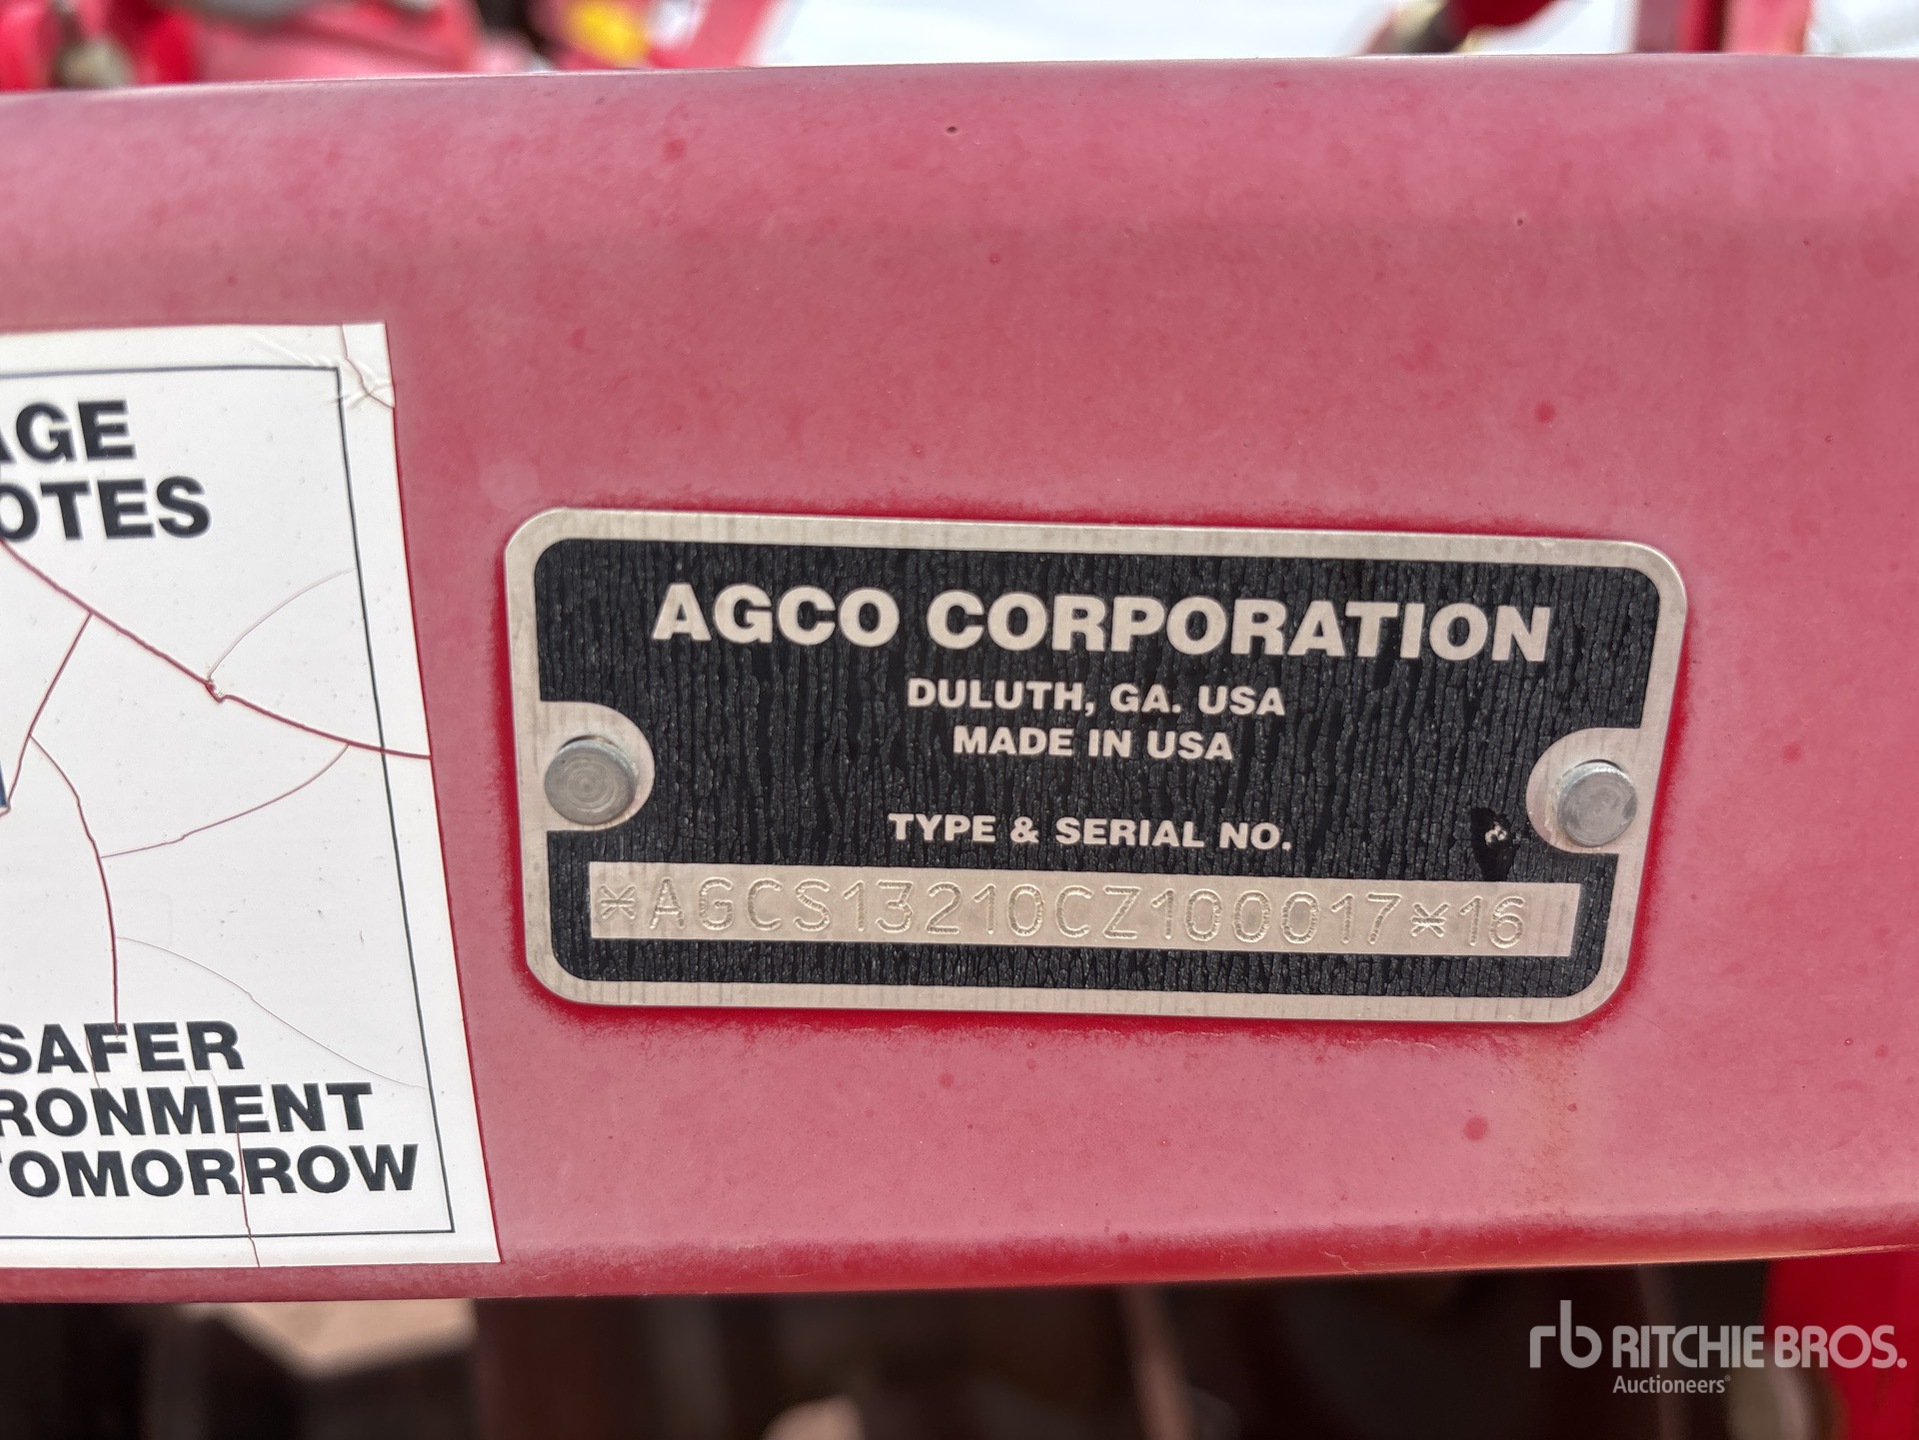 AGE
OTES
SAFER
RONMENT
TOMORROW
AGCO CORPORATION
DULUTH, GA. USA
MADE IN USA
TYPE & SERIAL NO.
*AGCS13210CZ100017*16
rb RITCHIE BROS.
Auctioneers®